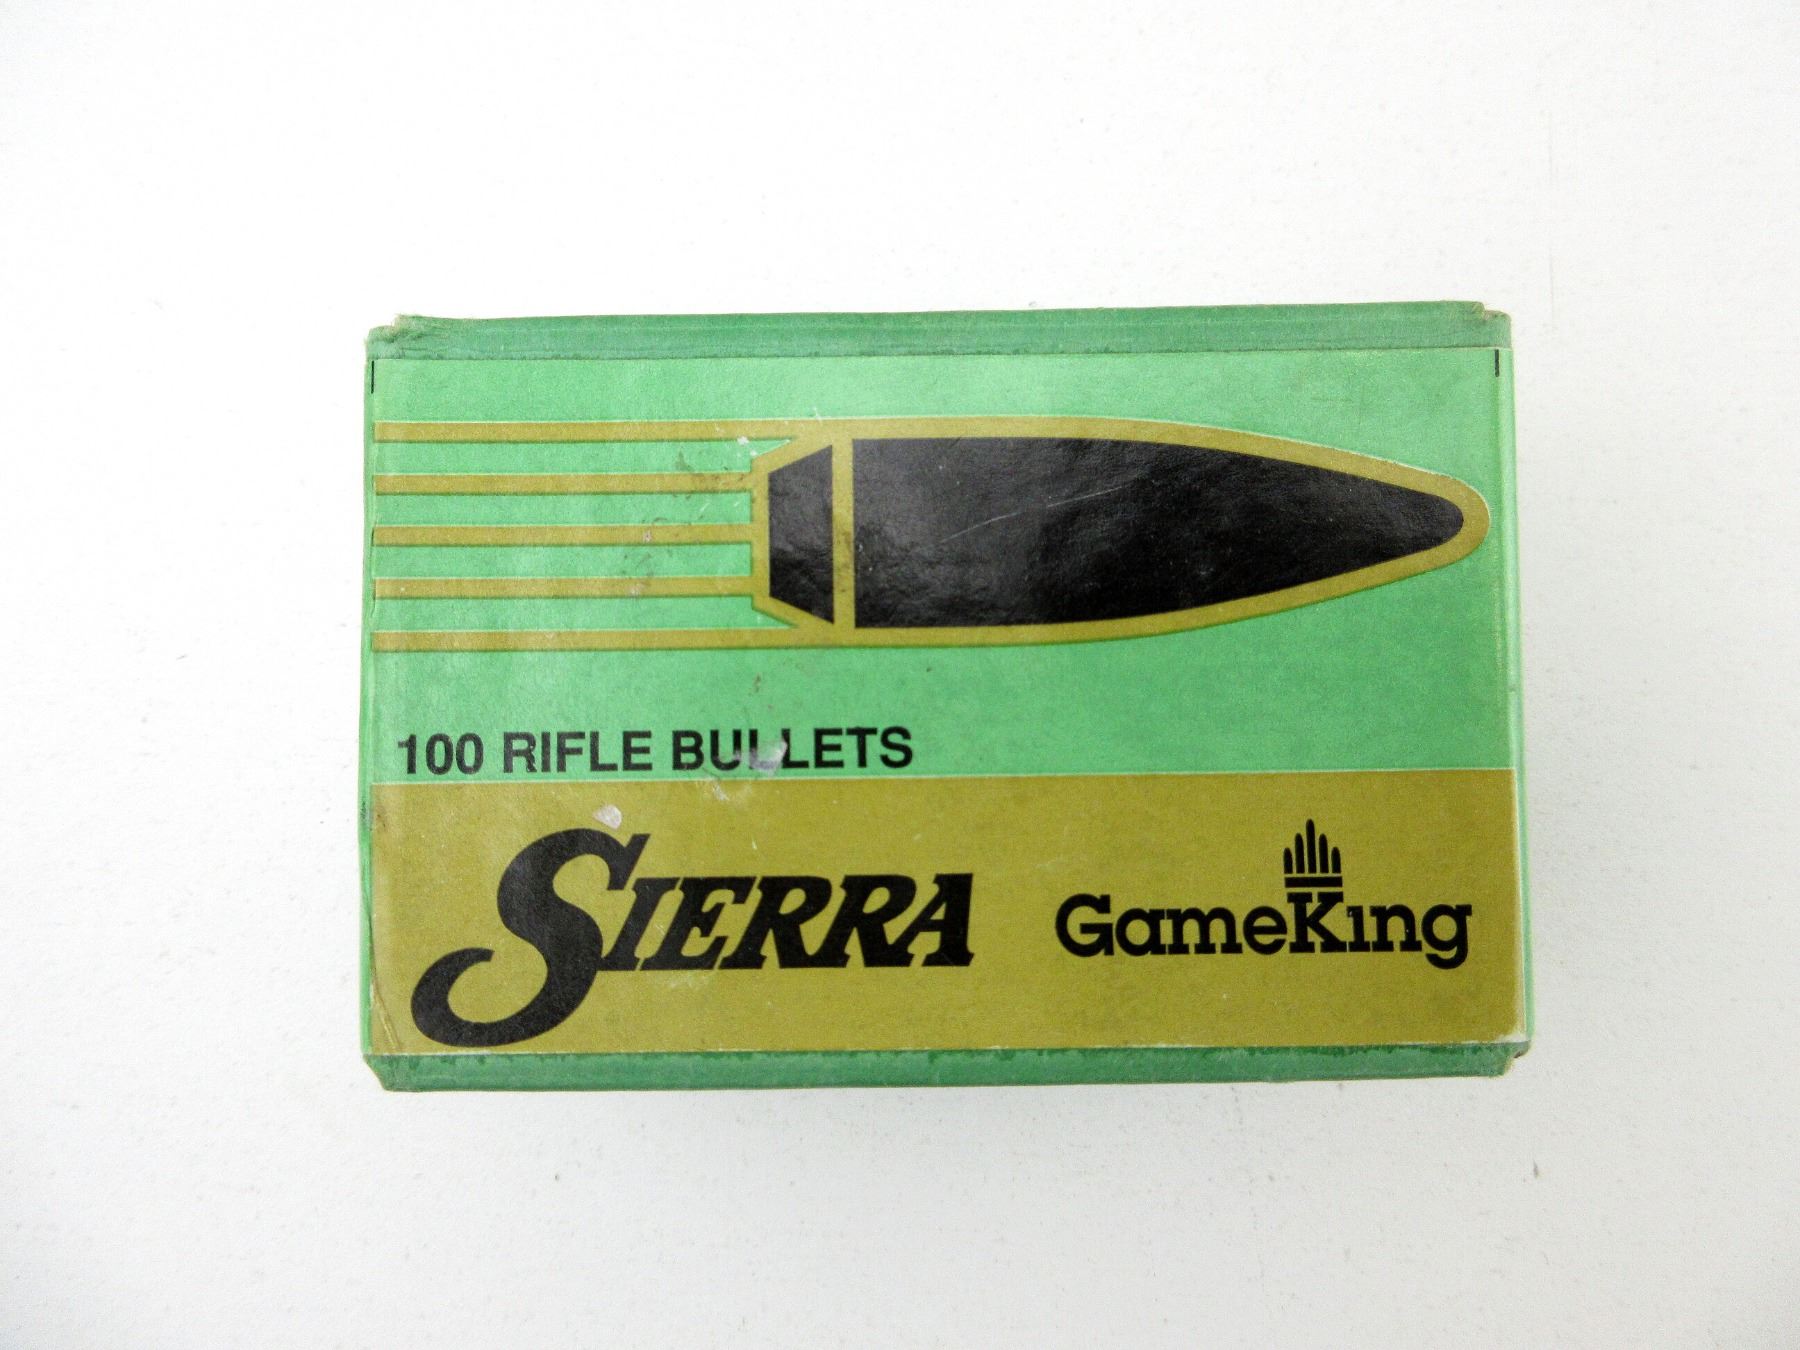 100 RIFLE BULLETS
SIERRA
GameKing